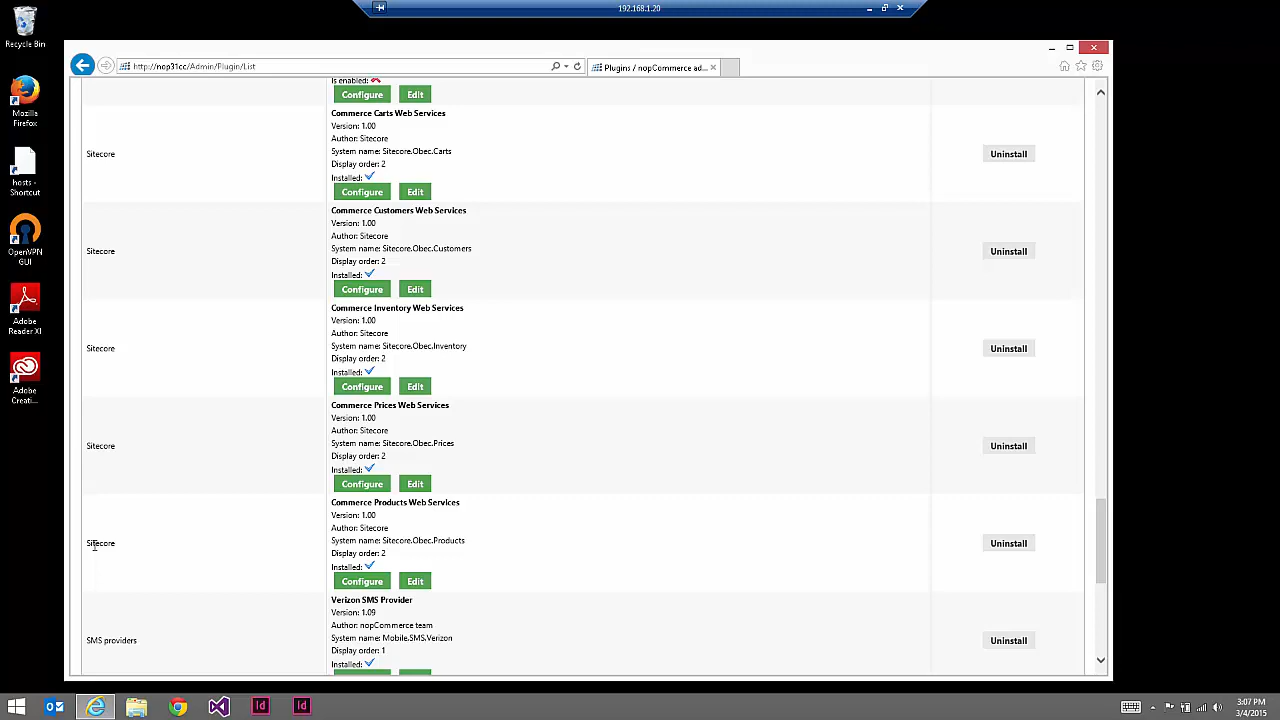 192.168.1.20
Recycle Bin
Mozilla
Firefox
hosts -
Shortcut
OpenVPN
GUI
Adobe
Reader XI
Adobe
Creati...
http://nop31cc/Admin/Plugin/List
Plugins / nopCommerce ad...
Is enabled:
Configure Edit
Sitecore
Commerce Carts Web Services
Version: 1.00
Author: Sitecore
System name: Sitecore.Obec.Carts
Display order: 2
Installed:
Configure Edit
Uninstall
Sitecore
Commerce Customers Web Services
Version: 1.00
Author: Sitecore
System name: Sitecore.Obec.Customers
Display order: 2
Installed:
Configure Edit
Uninstall
Sitecore
Commerce Inventory Web Services
Version: 1.00
Author: Sitecore
System name: Sitecore.Obec.Inventory
Display order: 2
Installed:
Configure Edit
Uninstall
Sitecore
Commerce Prices Web Services
Version: 1.00
Author: Sitecore
System name: Sitecore.Obec.Prices
Display order: 2
Installed:
Configure Edit
Uninstall
Sitecore
Commerce Products Web Services
Version: 1.00
Author: Sitecore
System name: Sitecore.Obec.Products
Display order: 2
Installed:
Configure Edit
Uninstall
SMS providers
Verizon SMS Provider
Version: 1.09
Author: nopCommerce team
System name: Mobile.SMS.Verizon
Display order: 1
Installed:
Uninstall
Id
Id
3:07 PM
3/4/2015